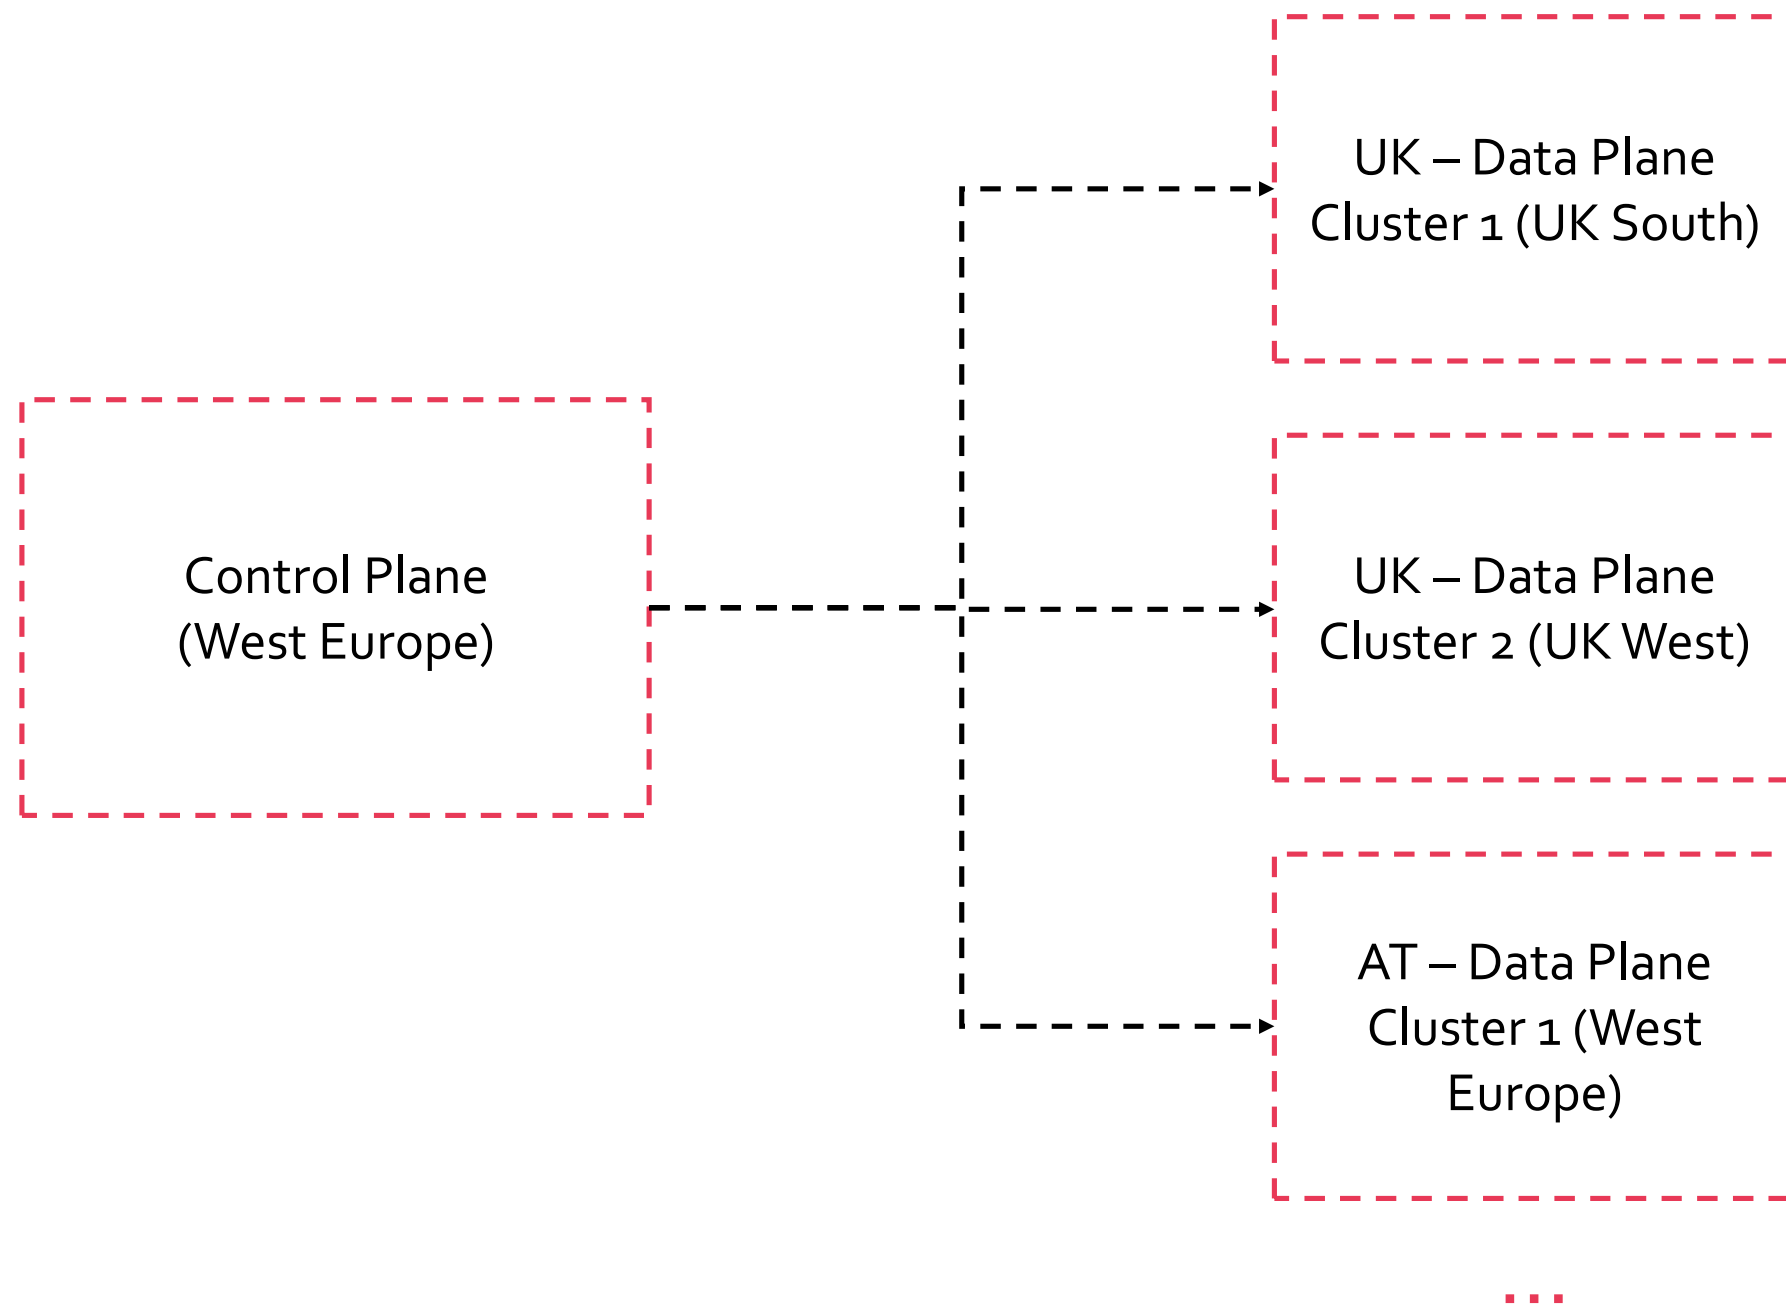 UK – Data Plane
Cluster 1 (UK South)
Control Plane
(West Europe)
UK – Data Plane
Cluster 2 (UK West)
AT – Data Plane
Cluster 1 (West
Europe)
...